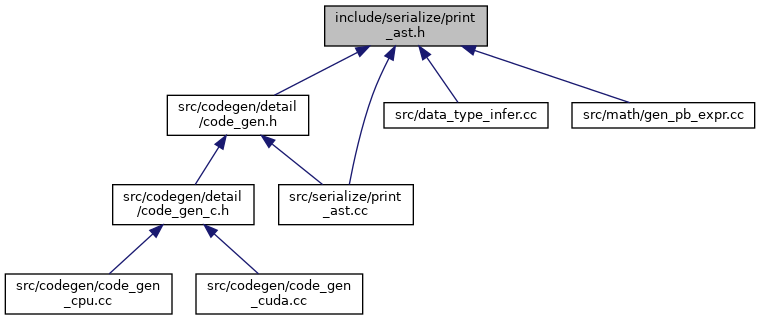 include/serialize/print
_ast.h
src/codegen/detail
/code_gen.h
src/data_type_infer.cc
src/math/gen_pb_expr.cc
src/codegen/detail
/code_gen_c.h
src/serialize/print
_ast.cc
src/codegen/code_gen
_cpu.cc
src/codegen/code_gen
_cuda.cc